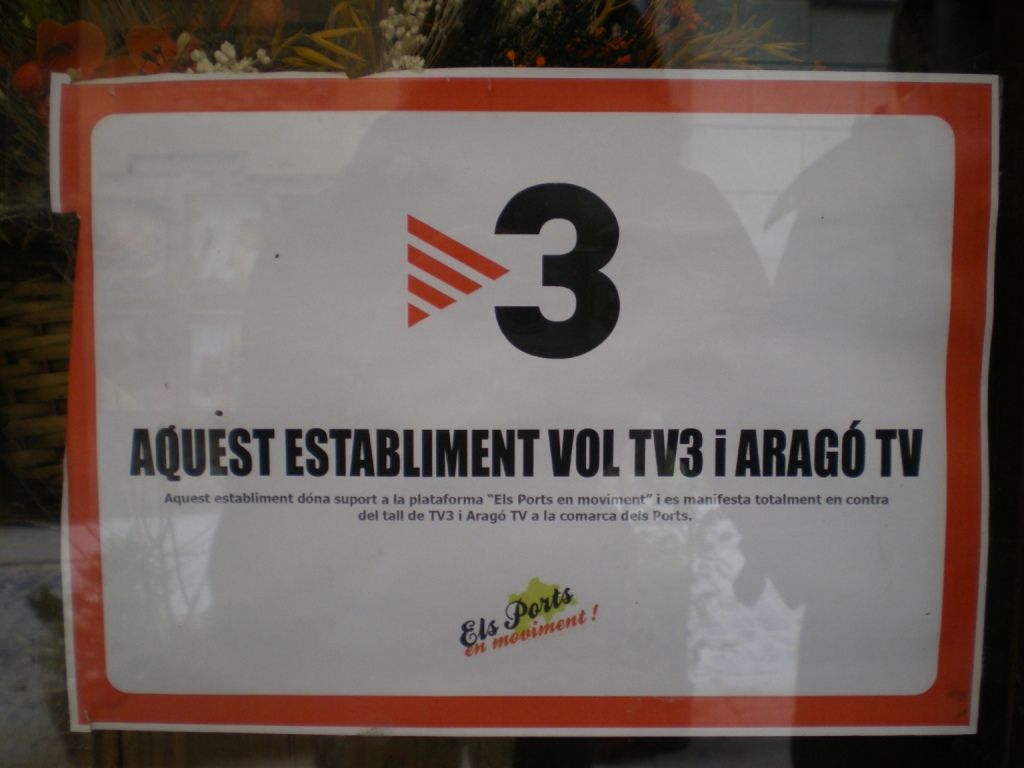 3
AQUEST ESTABLIMENT VOL TV3 i ARAGÓ TV
Aquest establiment dóna suport a la plataforma "Els Ports en moviment" i es manifesta totalment en contra
del tall de TV3 i Aragó TV a la comarca dels Ports.
Els Ports
en moviment!